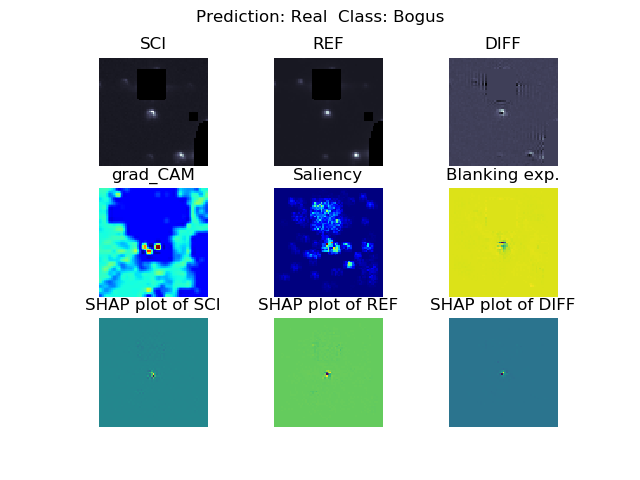 Prediction: Real  Class: Bogus
SCI REF DIFF
grad_CAM Saliency Blanking exp.
SHAP plot of SCI SHAP plot of REF SHAP plot of DIFF